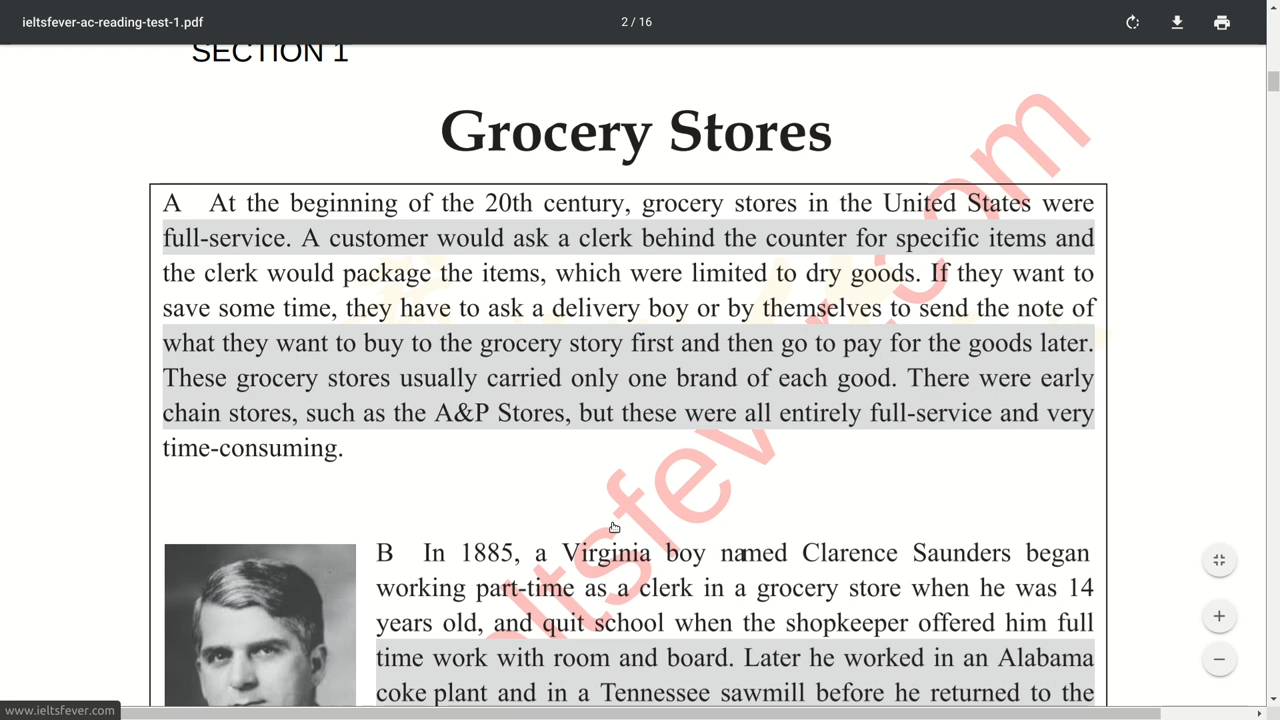 ieltsfever-ac-reading-test-1.pdf
2 / 16
SECTION 1
Grocery Stores
A At the beginning of the 20th century, grocery stores in the United States were
full-service. A customer would ask a clerk behind the counter for specific items and
the clerk would package the items, which were limited to dry goods. If they want to
save some time, they have to ask a delivery boy or by themselves to send the note of
what they want to buy to the grocery story first and then go to pay for the goods later.
These grocery stores usually carried only one brand of each good. There were early
chain stores, such as the A&P Stores, but these were all entirely full-service and very
time-consuming.
B In 1885, a Virginia boy named Clarence Saunders began
working part-time as a clerk in a grocery store when he was 14
years old, and quit school when the shopkeeper offered him full
time work with room and board. Later he worked in an Alabama
coke plant and in a Tennessee sawmill before he returned to the
ieltsfever.com
www.ieltsfever.com